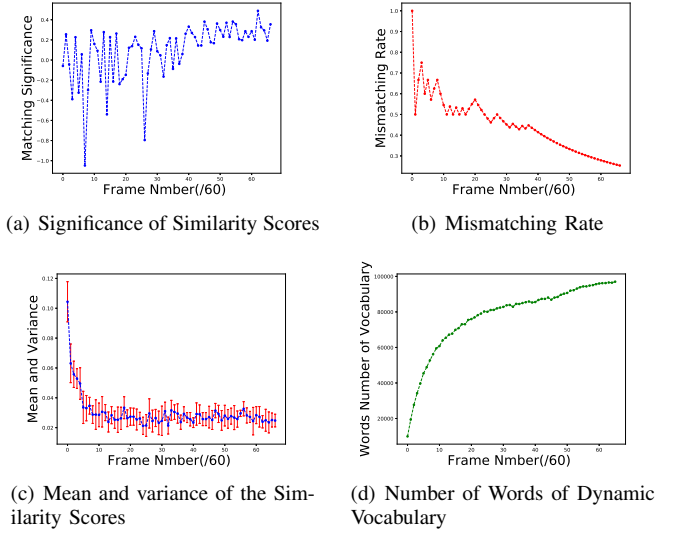 0.4
0.2
0.0
−0.2
−0.4
−0.6
−0.8
−1.0
Matching Significance
0 10 20 30 40 50 60
Frame Nmber(/60)
(a) Significance of Similarity Scores
1.0
0.9
0.8
0.7
0.6
0.5
0.4
0.3
Mismatching Rate
0 10 20 30 40 50 60
Frame Nmber(/60)
(b) Mismatching Rate
0.12
0.10
0.08
0.06
0.04
0.02
Mean and Variance
0 10 20 30 40 50 60
Frame Nmber(/60)
(c) Mean and variance of the Sim-
ilarity Scores
100000
80000
60000
40000
20000
Words Number of Vocabulary
0 10 20 30 40 50 60
Frame Nmber(/60)
(d) Number of Words of Dynamic
Vocabulary